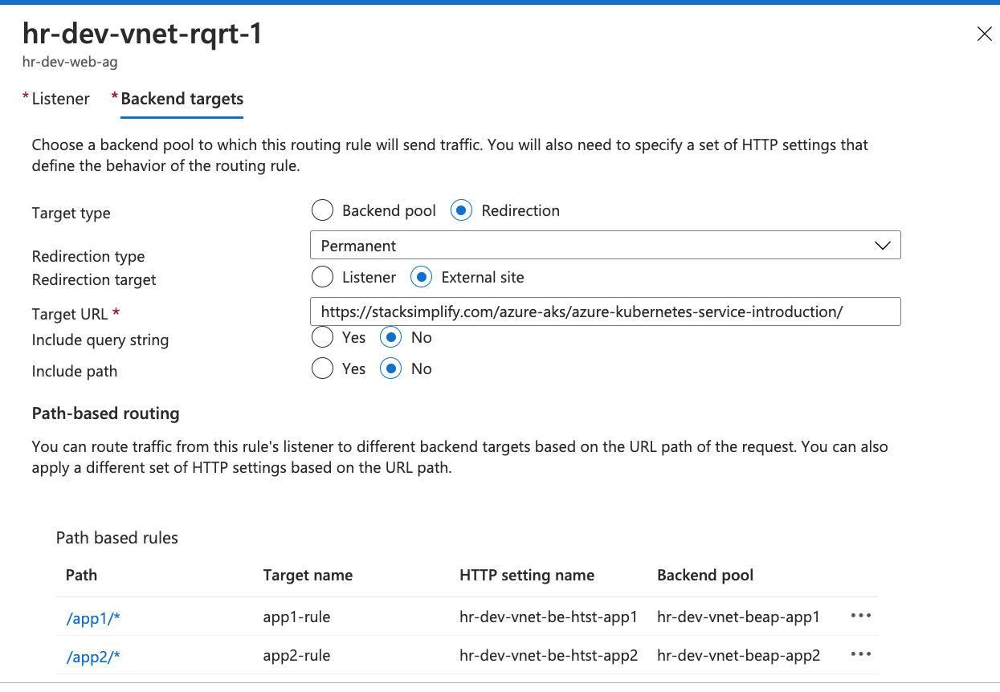 hr-dev-vnet-rqrt-1
hr-dev-web-ag
* Listener * Backend targets
Choose a backend pool to which this routing rule will send traffic. You will also need to specify a set of HTTP settings that
define the behavior of the routing rule.
Target type Backend pool Redirection
Redirection type Permanent
Redirection target Listener External site
Target URL * https://stacksimplify.com/azure-aks/azure-kubernetes-service-introduction/
Include query string Yes No
Include path Yes No
Path-based routing
You can route traffic from this rule's listener to different backend targets based on the URL path of the request. You can also
apply a different set of HTTP settings based on the URL path.
Path based rules
Path Target name HTTP setting name Backend pool
/app1/* app1-rule hr-dev-vnet-be-htst-app1 hr-dev-vnet-beap-app1
/app2/* app2-rule hr-dev-vnet-be-htst-app2 hr-dev-vnet-beap-app2